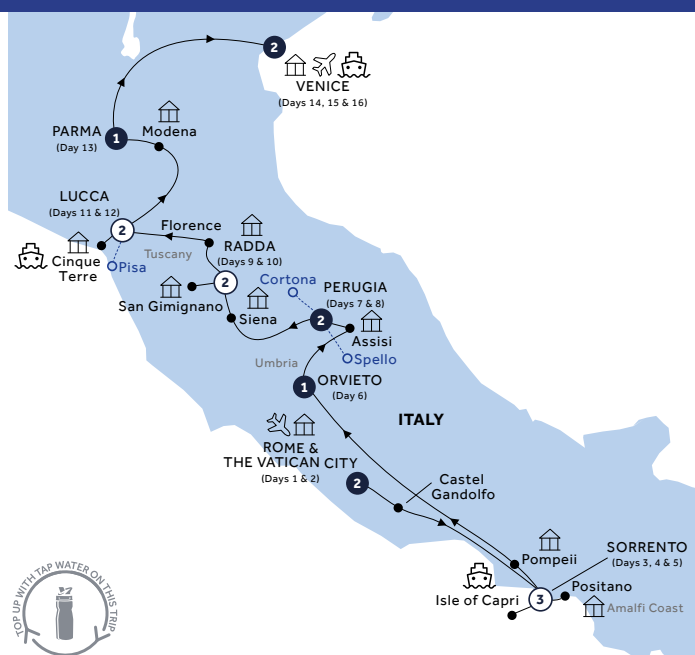 2
VENICE
(Days 14, 15 & 16)
PARMA
(Day 13)
1
Modena
LUCCA
(Days 11 & 12)
2
Florence
RADDA
(Days 9 & 10)
Cinque
Terre
Pisa
Tuscany
2
Cortona
PERUGIA
(Days 7 & 8)
San Gimignano
Siena
2
Assisi
Umbria
Spello
1
ORVIETO
(Day 6)
ITALY
ROME &
THE VATICAN CITY
(Days 1 & 2)
2
Castel
Gandolfo
Pompeii
SORRENTO
(Days 3, 4 & 5)
Isle of Capri
3
Positano
Amalfi Coast
TOP UP WITH TAP WATER ON THIS TRIP